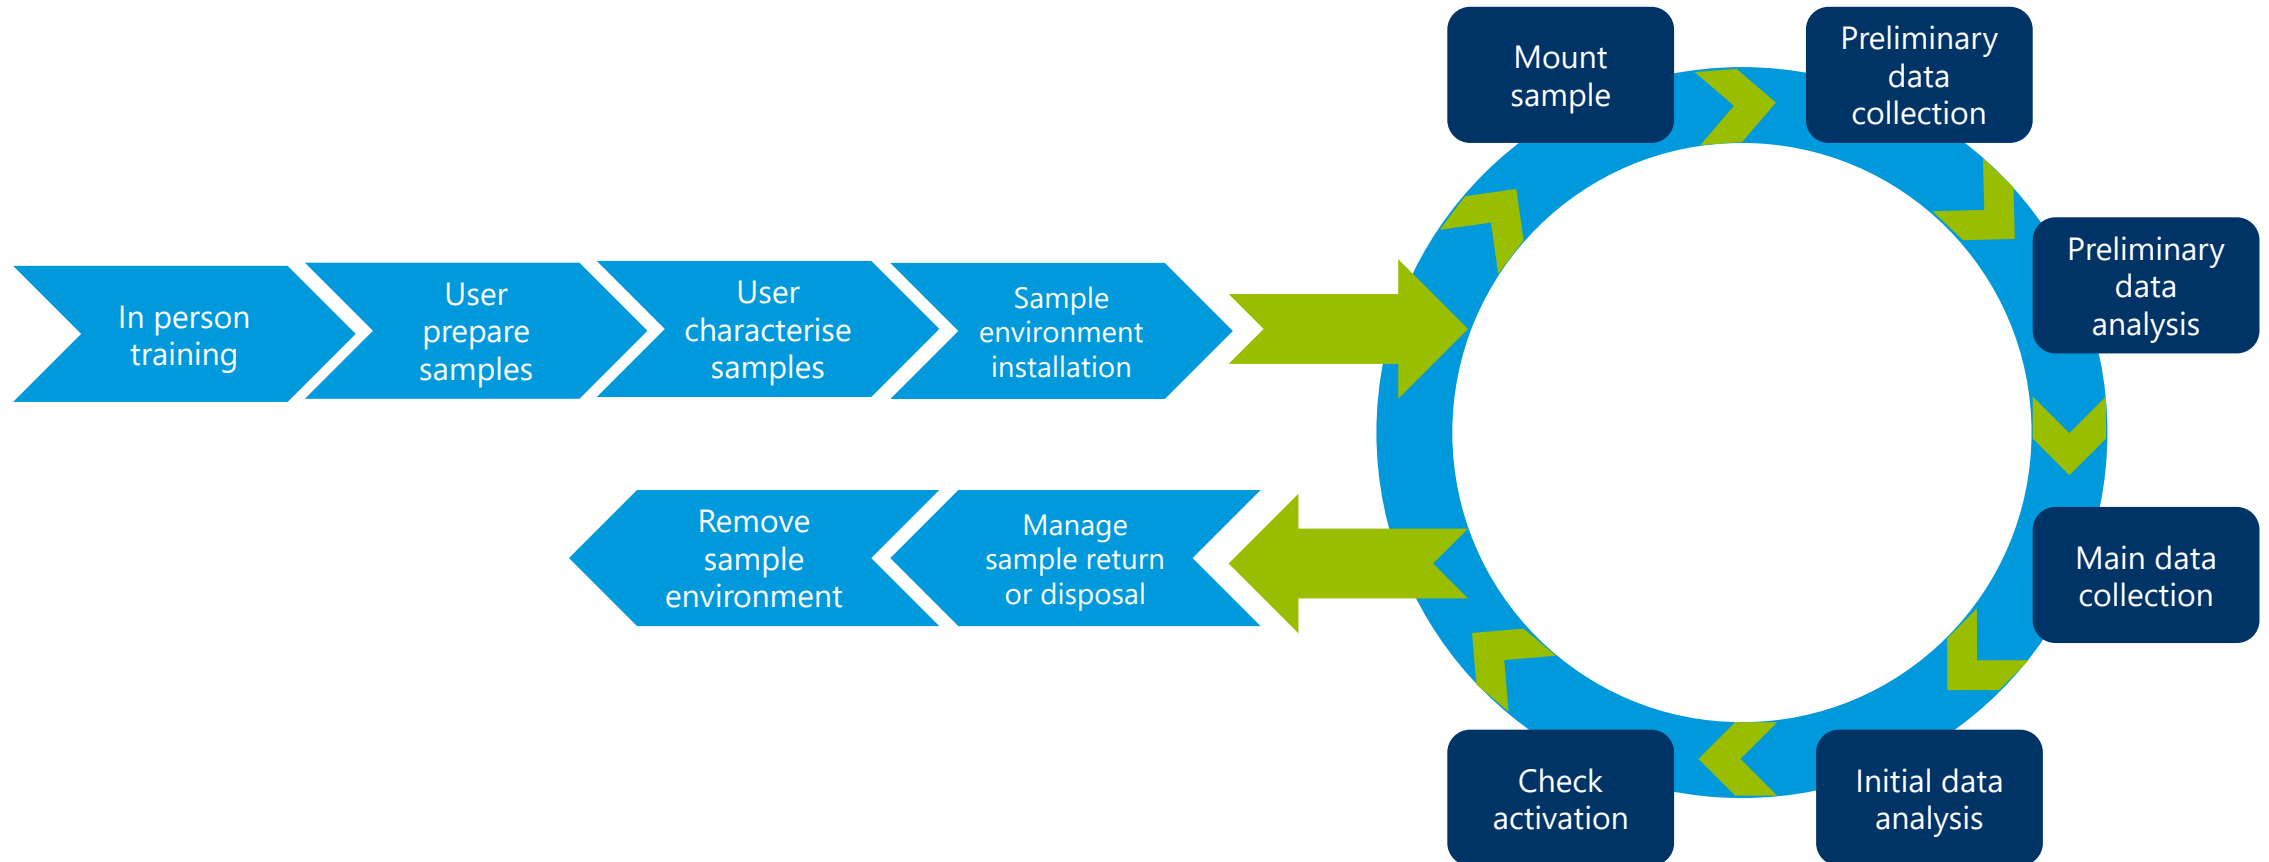 In person
training
User
prepare
samples
User
characterise
samples
Sample
environment
installation
Mount
sample
Preliminary
data
collection
Preliminary
data
analysis
Main data
collection
Initial data
analysis
Check
activation
Manage
sample return
or disposal
Remove
sample
environment